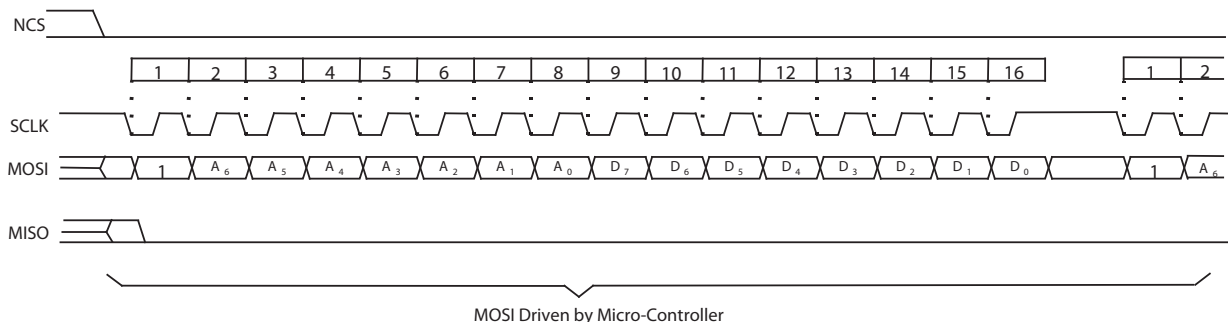 NCS
1 2 3 4 5 6 7 8 9 10 11 12 13 14 15 16 1 2
SCLK
MOSI 1 A6 A5 A4 A3 A2 A1 A0 D7 D6 D5 D4 D3 D2 D1 D0 1 A6
MISO
MOSI Driven by Micro-Controller